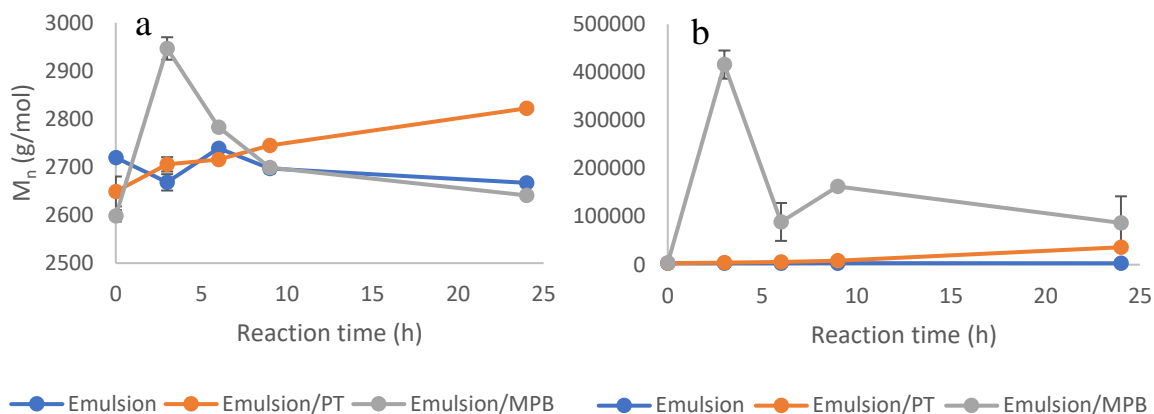 a
3000
2900
2800
2700
2600
2500
Mn (g/mol)
0 5 10 15 20 25
Reaction time (h)
Emulsion Emulsion/PT Emulsion/MPB
b
500000
400000
300000
200000
100000
0
0 5 10 15 20 25
Reaction time (h)
Emulsion Emulsion/PT Emulsion/MPB